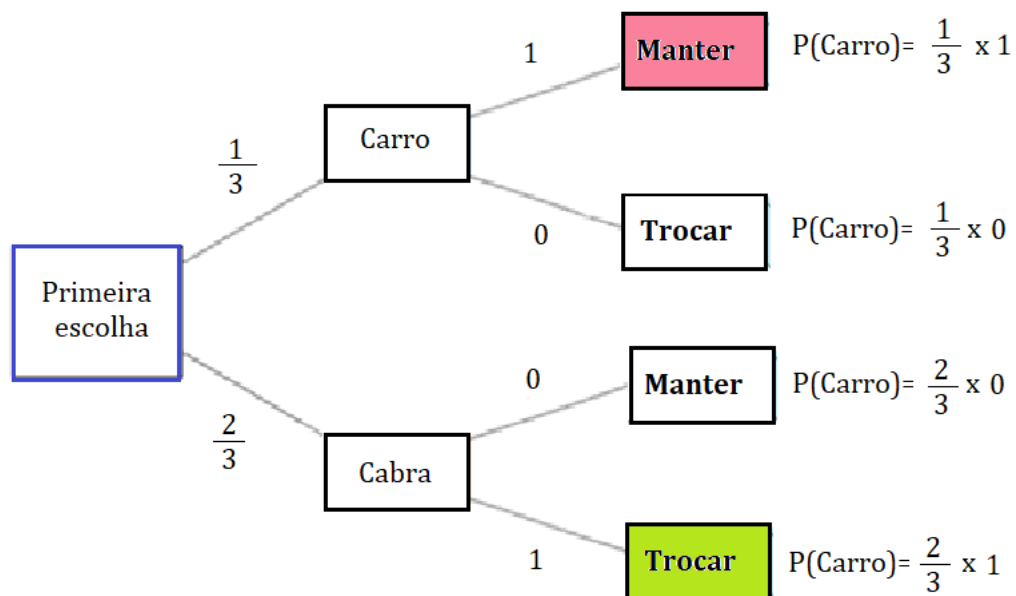 1
Manter
P(Carro)= 1/3 x 1
Carro
1/3
0
Trocar
P(Carro)= 1/3 x 0
Primeira
escolha
0
Manter
P(Carro)= 2/3 x 0
2/3
Cabra
1
Trocar
P(Carro)= 2/3 x 1